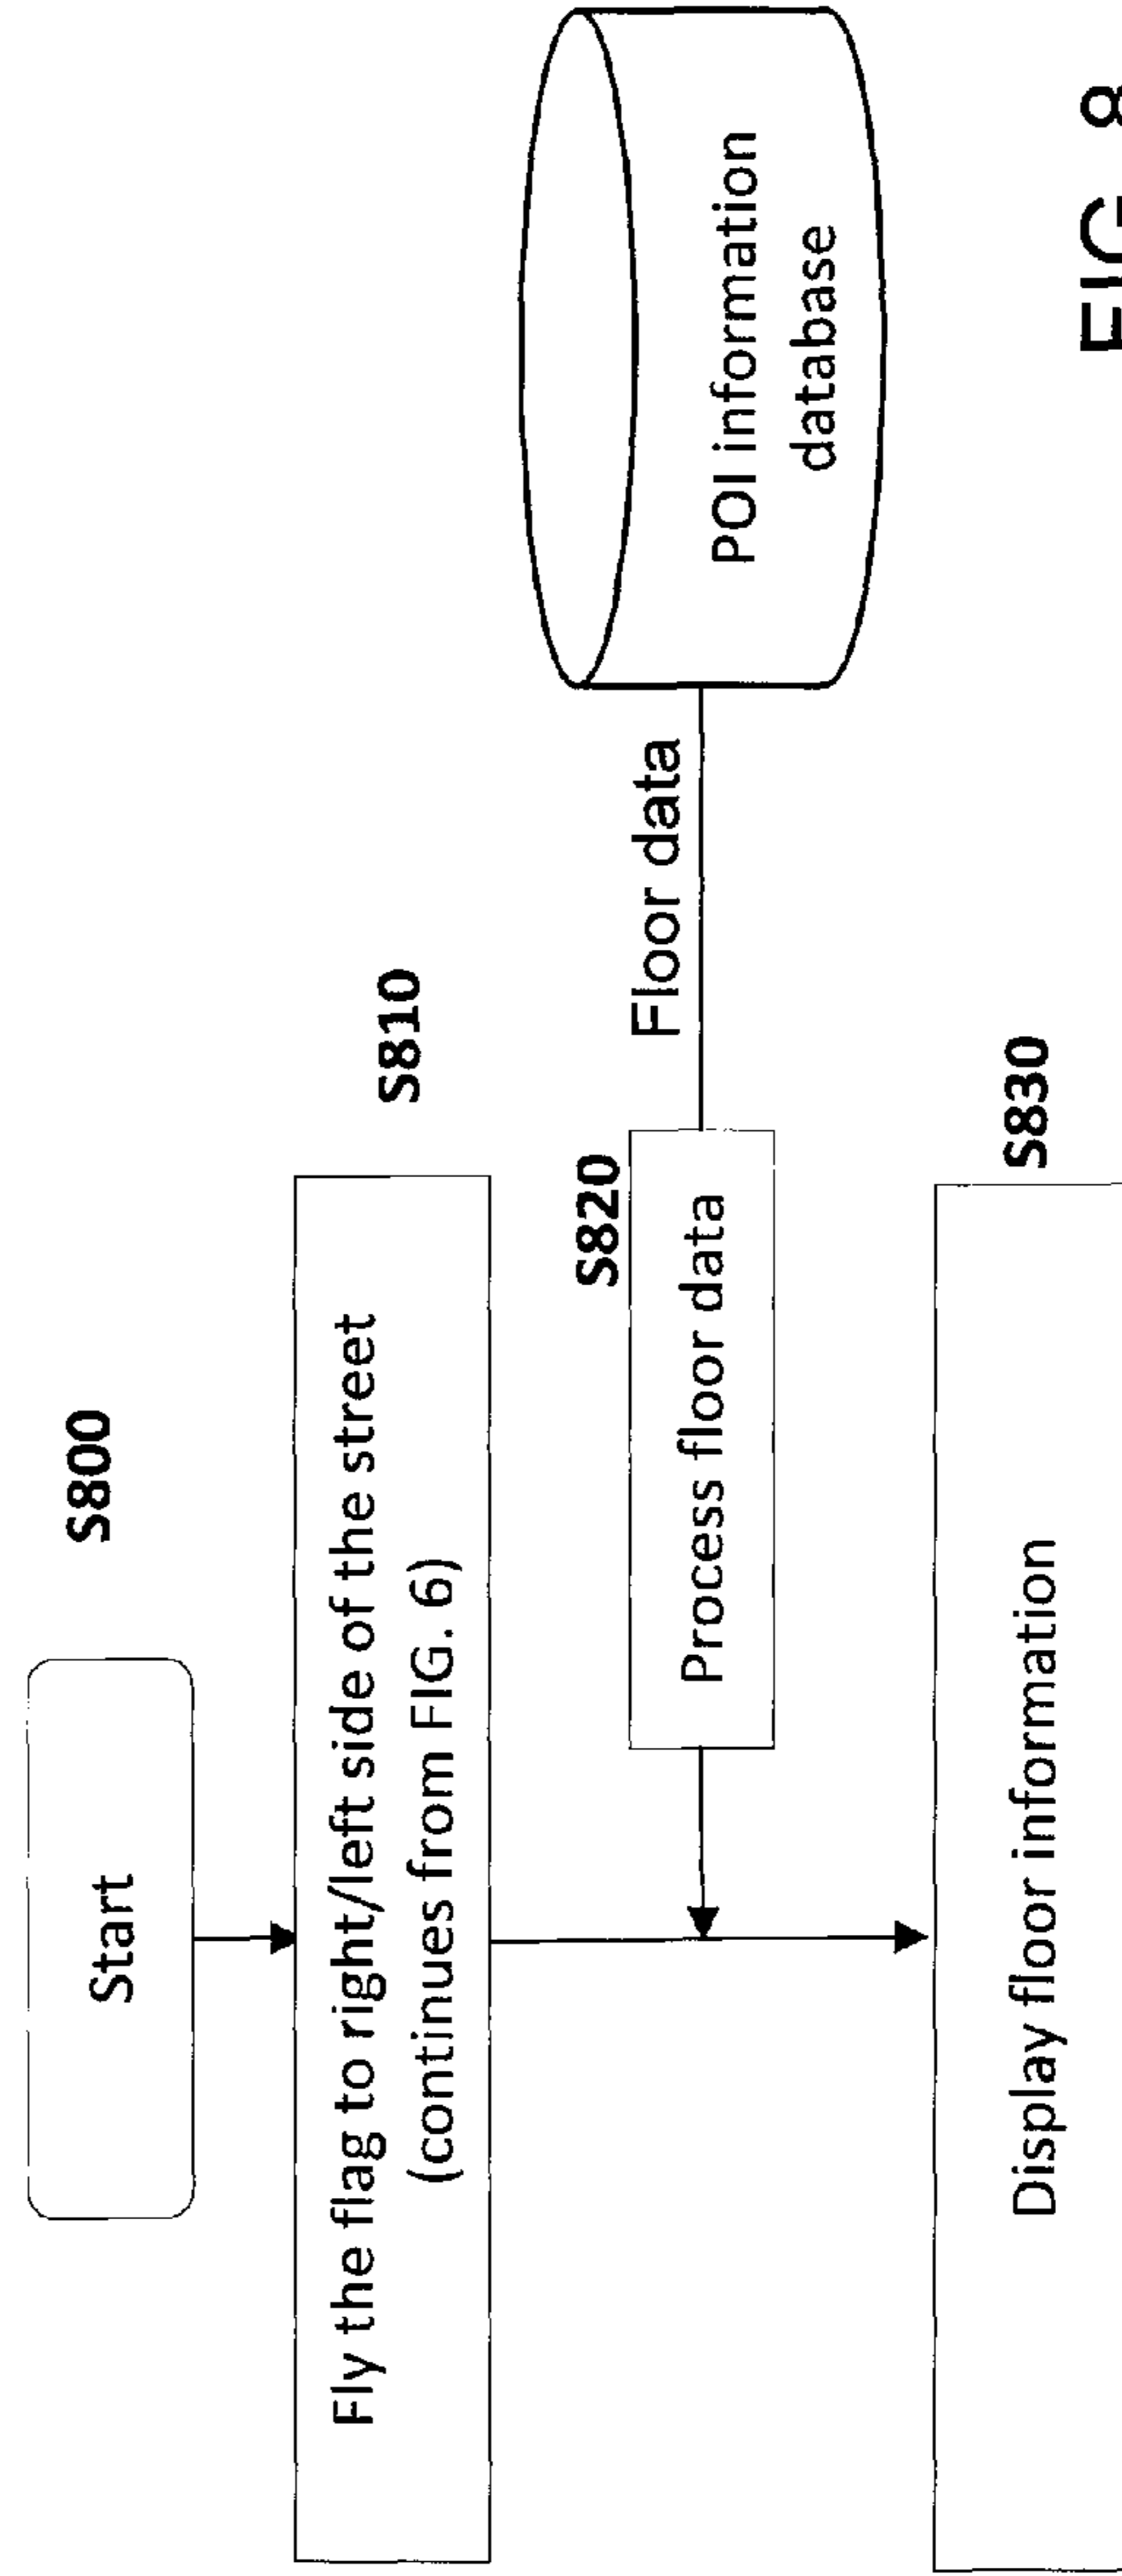 S800
Start
S810
Fly the flag to right/left side of the street
(continues from FIG. 6)
S820
Process floor data
Floor data
POI information
database
S830
Display floor information
FIG. 8